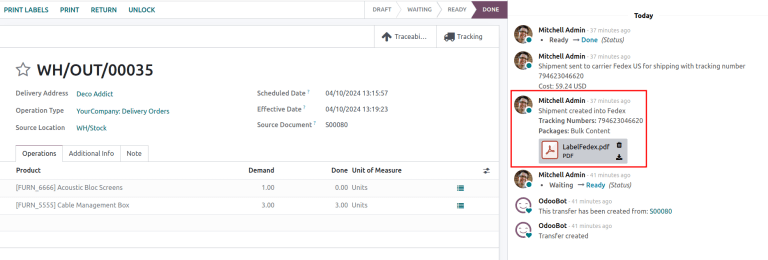 PRINT LABELS PRINT RETURN UNLOCK
DRAFT WAITING READY DONE
Traceabi... Tracking
WH/OUT/00035
Delivery Address Deco Addict
Operation Type YourCompany: Delivery Orders
Source Location WH/Stock
Scheduled Date ? 04/10/2024 13:15:57
Effective Date ? 04/10/2024 13:19:23
Source Document ? S00080
Operations Additional Info Note
Product Demand Done Unit of Measure
[FURN_6666] Acoustic Bloc Screens 1.00 0.00 Units
[FURN_5555] Cable Management Box 3.00 3.00 Units
Today
Mitchell Admin - 37 minutes ago
• Ready → Done (Status)
Mitchell Admin - 37 minutes ago
Shipment sent to carrier Fedex US for shipping with tracking number
794623046620
Cost: 59.24 USD
Mitchell Admin - 37 minutes ago
Shipment created into Fedex
Tracking Numbers: 794623046620
Packages: Bulk Content
LabelFedex.pdf
PDF
Mitchell Admin - 41 minutes ago
• Waiting → Ready (Status)
OdooBot - 41 minutes ago
This transfer has been created from: S00080
OdooBot - 41 minutes ago
Transfer created